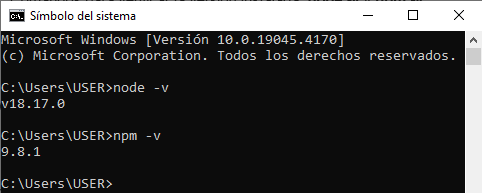 Símbolo del sistema
Microsoft Windows [Versión 10.0.19045.4170]
(c) Microsoft Corporation. Todos los derechos reservados.
C:\Users\USER>node -v
v18.17.0
C:\Users\USER>npm -v
9.8.1
C:\Users\USER>